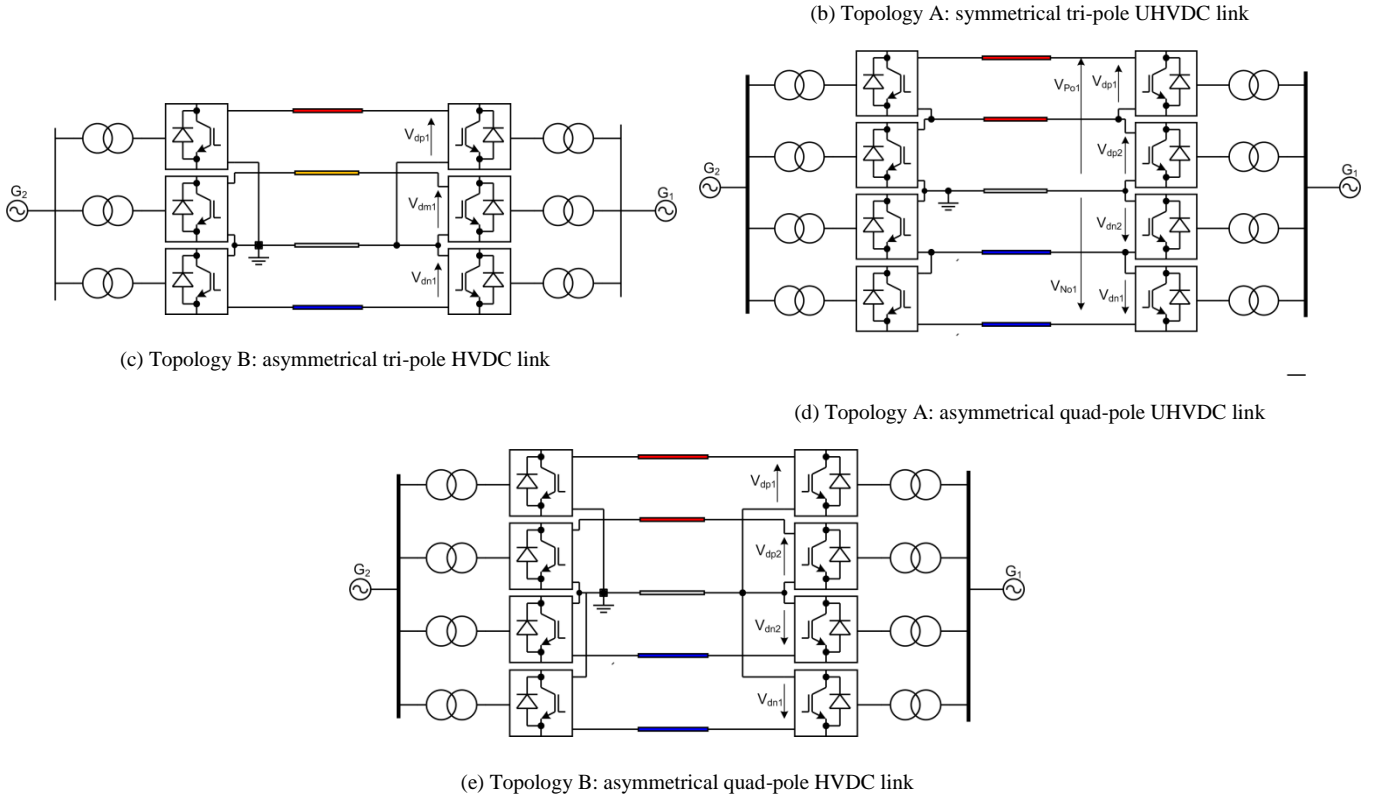 (b) Topology A: symmetrical tri-pole UHVDC link
G2
Vdp1
Vdm1
Vdn1
G1
(c) Topology B: asymmetrical tri-pole HVDC link
G2
VPo1
Vdp1
Vdp2
Vdn2
VNo1
Vdn1
G1
(d) Topology A: asymmetrical quad-pole UHVDC link
G2
Vdp1
Vdp2
Vdn2
Vdn1
G1
(e) Topology B: asymmetrical quad-pole HVDC link